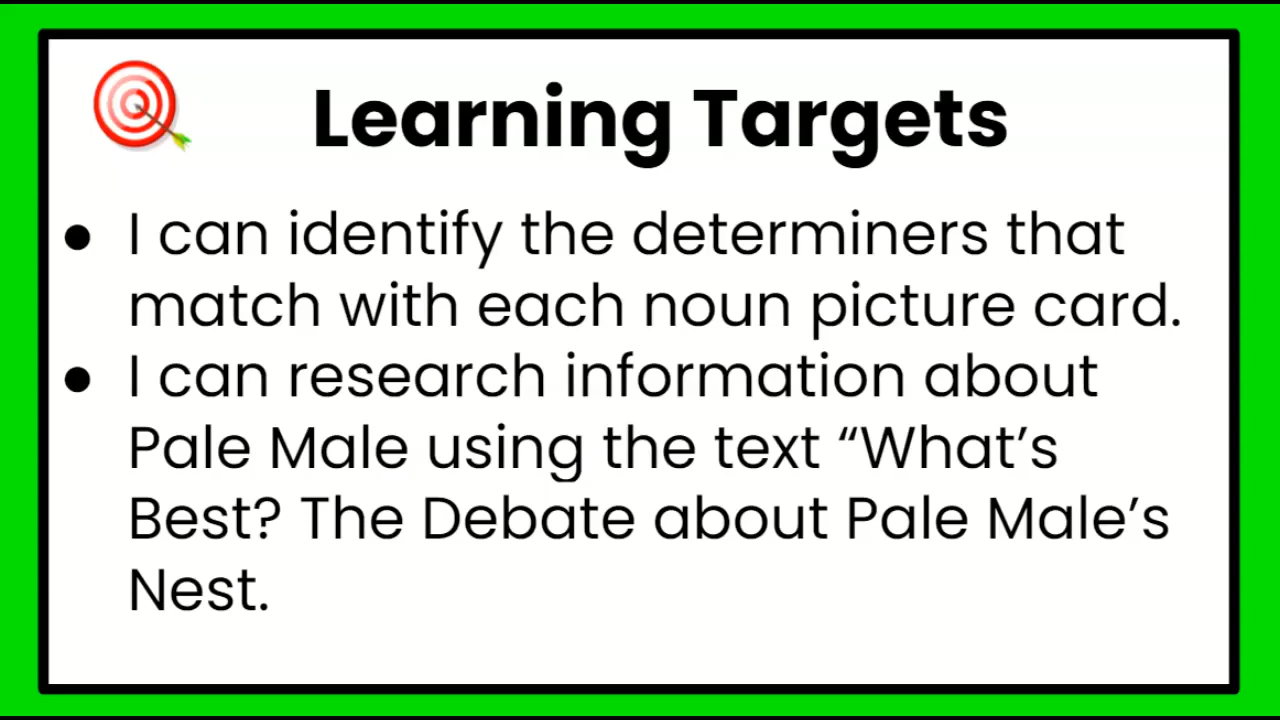 Learning Targets
● I can identify the determiners that
match with each noun picture card.
● I can research information about
Pale Male using the text “What’s
Best? The Debate about Pale Male’s
Nest.